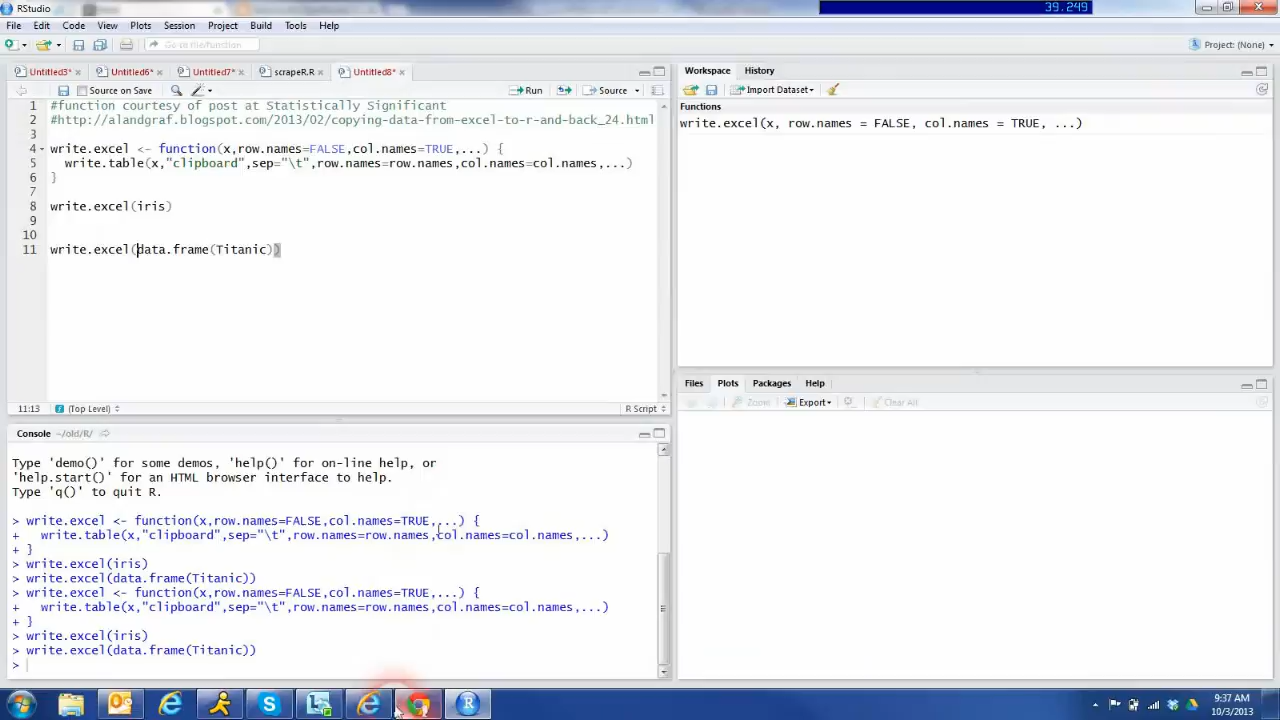 RStudio
39.249
File Edit Code View Plots Session Project Build Tools Help
Go to file/function
Project: (None)
Untitled3* Untitled6* Untitled7* scrapeR.R Untitled8*
Source on Save Run Source
1 #function courtesy of post at Statistically Significant
2 #http://alandgraf.blogspot.com/2013/02/copying-data-from-excel-to-r-and-back_24.html
3
4 write.excel <- function(x,row.names=FALSE,col.names=TRUE,...) {
5 write.table(x,"clipboard",sep="\t",row.names=row.names,col.names=col.names,...)
6 }
7
8 write.excel(iris)
9
10
11 write.excel(data.frame(Titanic))
11:13 (Top Level) R Script
Console ~/old/R/
Type 'demo()' for some demos, 'help()' for on-line help, or
'help.start()' for an HTML browser interface to help.
Type 'q()' to quit R.
> write.excel <- function(x,row.names=FALSE,col.names=TRUE,...) {
+ write.table(x,"clipboard",sep="\t",row.names=row.names,col.names=col.names,...)
+ }
> write.excel(iris)
> write.excel(data.frame(Titanic))
> write.excel <- function(x,row.names=FALSE,col.names=TRUE,...) {
+ write.table(x,"clipboard",sep="\t",row.names=row.names,col.names=col.names,...)
+ }
> write.excel(iris)
> write.excel(data.frame(Titanic))
>
Workspace History
Import Dataset
Functions
write.excel(x, row.names = FALSE, col.names = TRUE, ...)
Files Plots Packages Help
Zoom Export Clear All
9:37 AM
10/3/2013